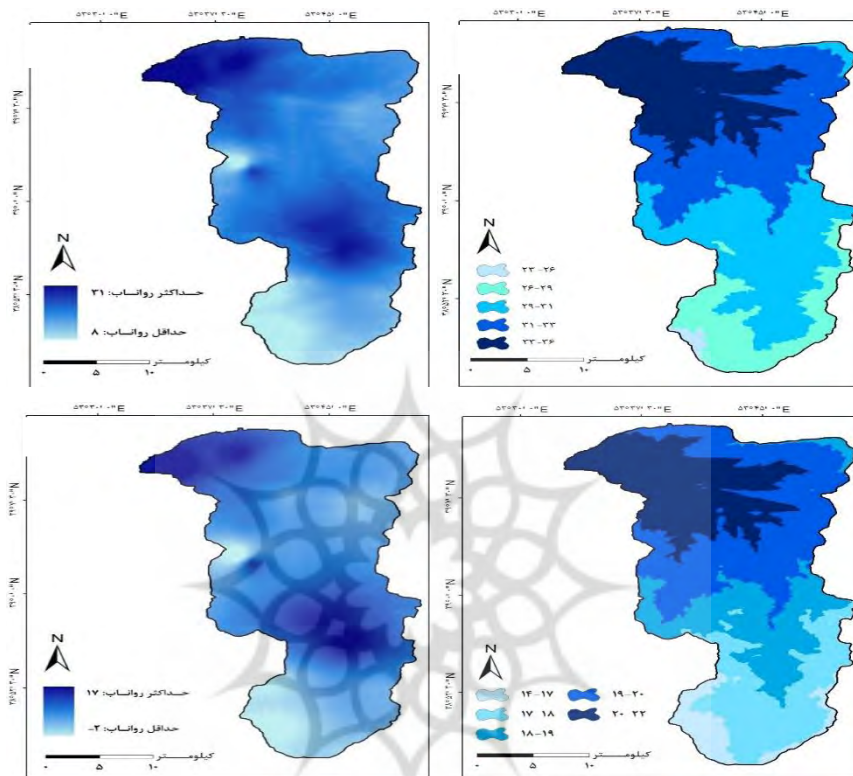 N
حداکثر رواناب: ۳۱
حداقل رواناب: ۸
کیلومتر
۰ ۵ ۱۰
N
۲۳-۲۶
۲۶-۲۹
۲۹-۳۱
۳۱-۳۳
۳۳-۳۶
کیلومتر
۰ ۵ ۱۰
N
حداکثر رواناب: ۱۷
حداقل رواناب: ۲-
کیلومتر
۰ ۵ ۱۰
N
۱۴-۱۷ ۱۹-۲۰
۱۷-۱۸ ۲۰-۲۲
۱۸-۱۹
کیلومتر
۰ ۵ ۱۰